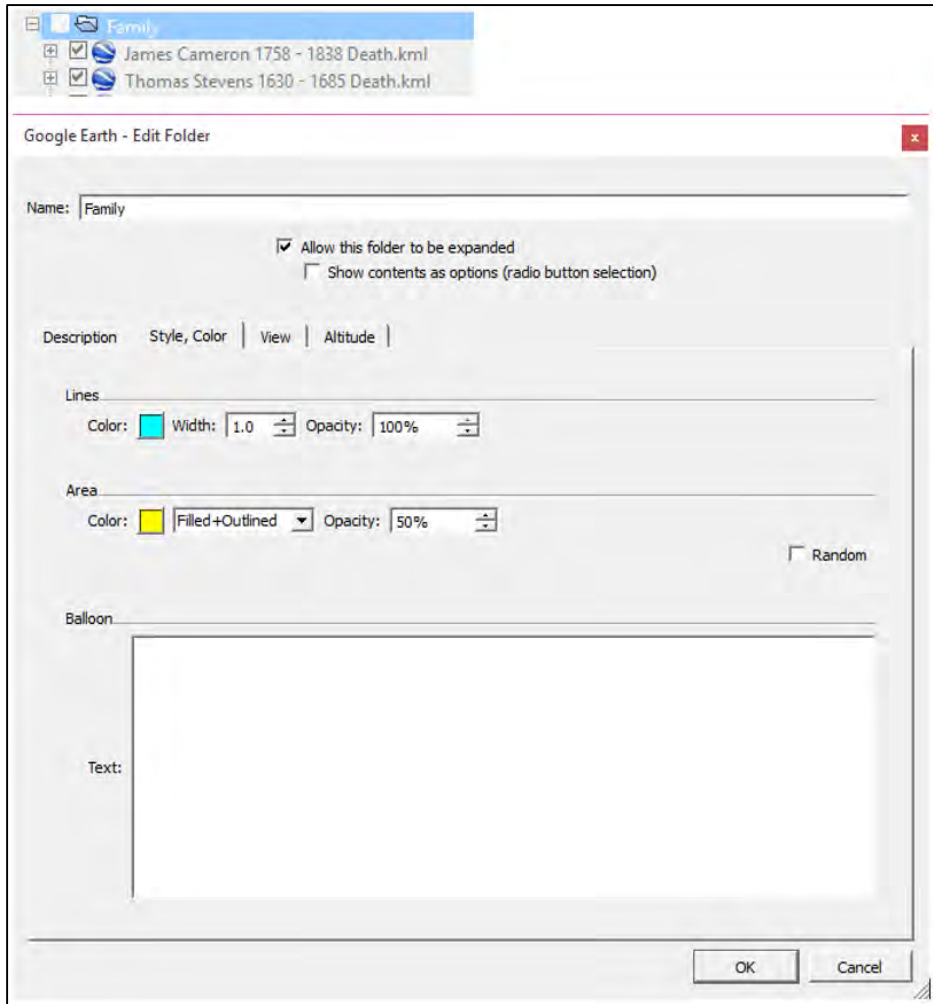 Family
James Cameron 1758 - 1838 Death.kml
Thomas Stevens 1630 - 1685 Death.kml
Google Earth - Edit Folder
x
Name: Family
Allow this folder to be expanded
Show contents as options (radio button selection)
Description Style, Color View Altitude
Lines
Color: Width: 1.0 Opacity: 100%
Area
Color: Filled+Outlined Opacity: 50%
Random
Balloon
Text:
OK Cancel